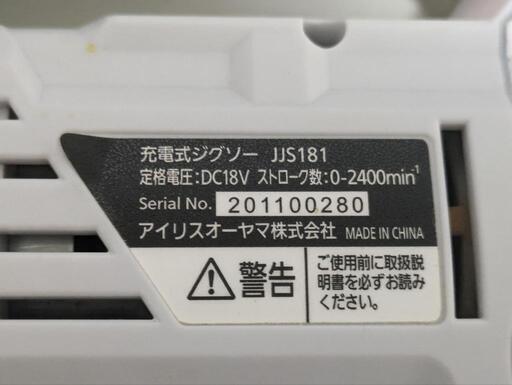 充電式ジグソー JJS181
定格電圧:DC18V ストローク数:0-2400min⁻¹
Serial No. 201100280
アイリスオーヤマ株式会社 MADE IN CHINA
警告
ご使用前に取扱説
明書を必ずお読み
ください。